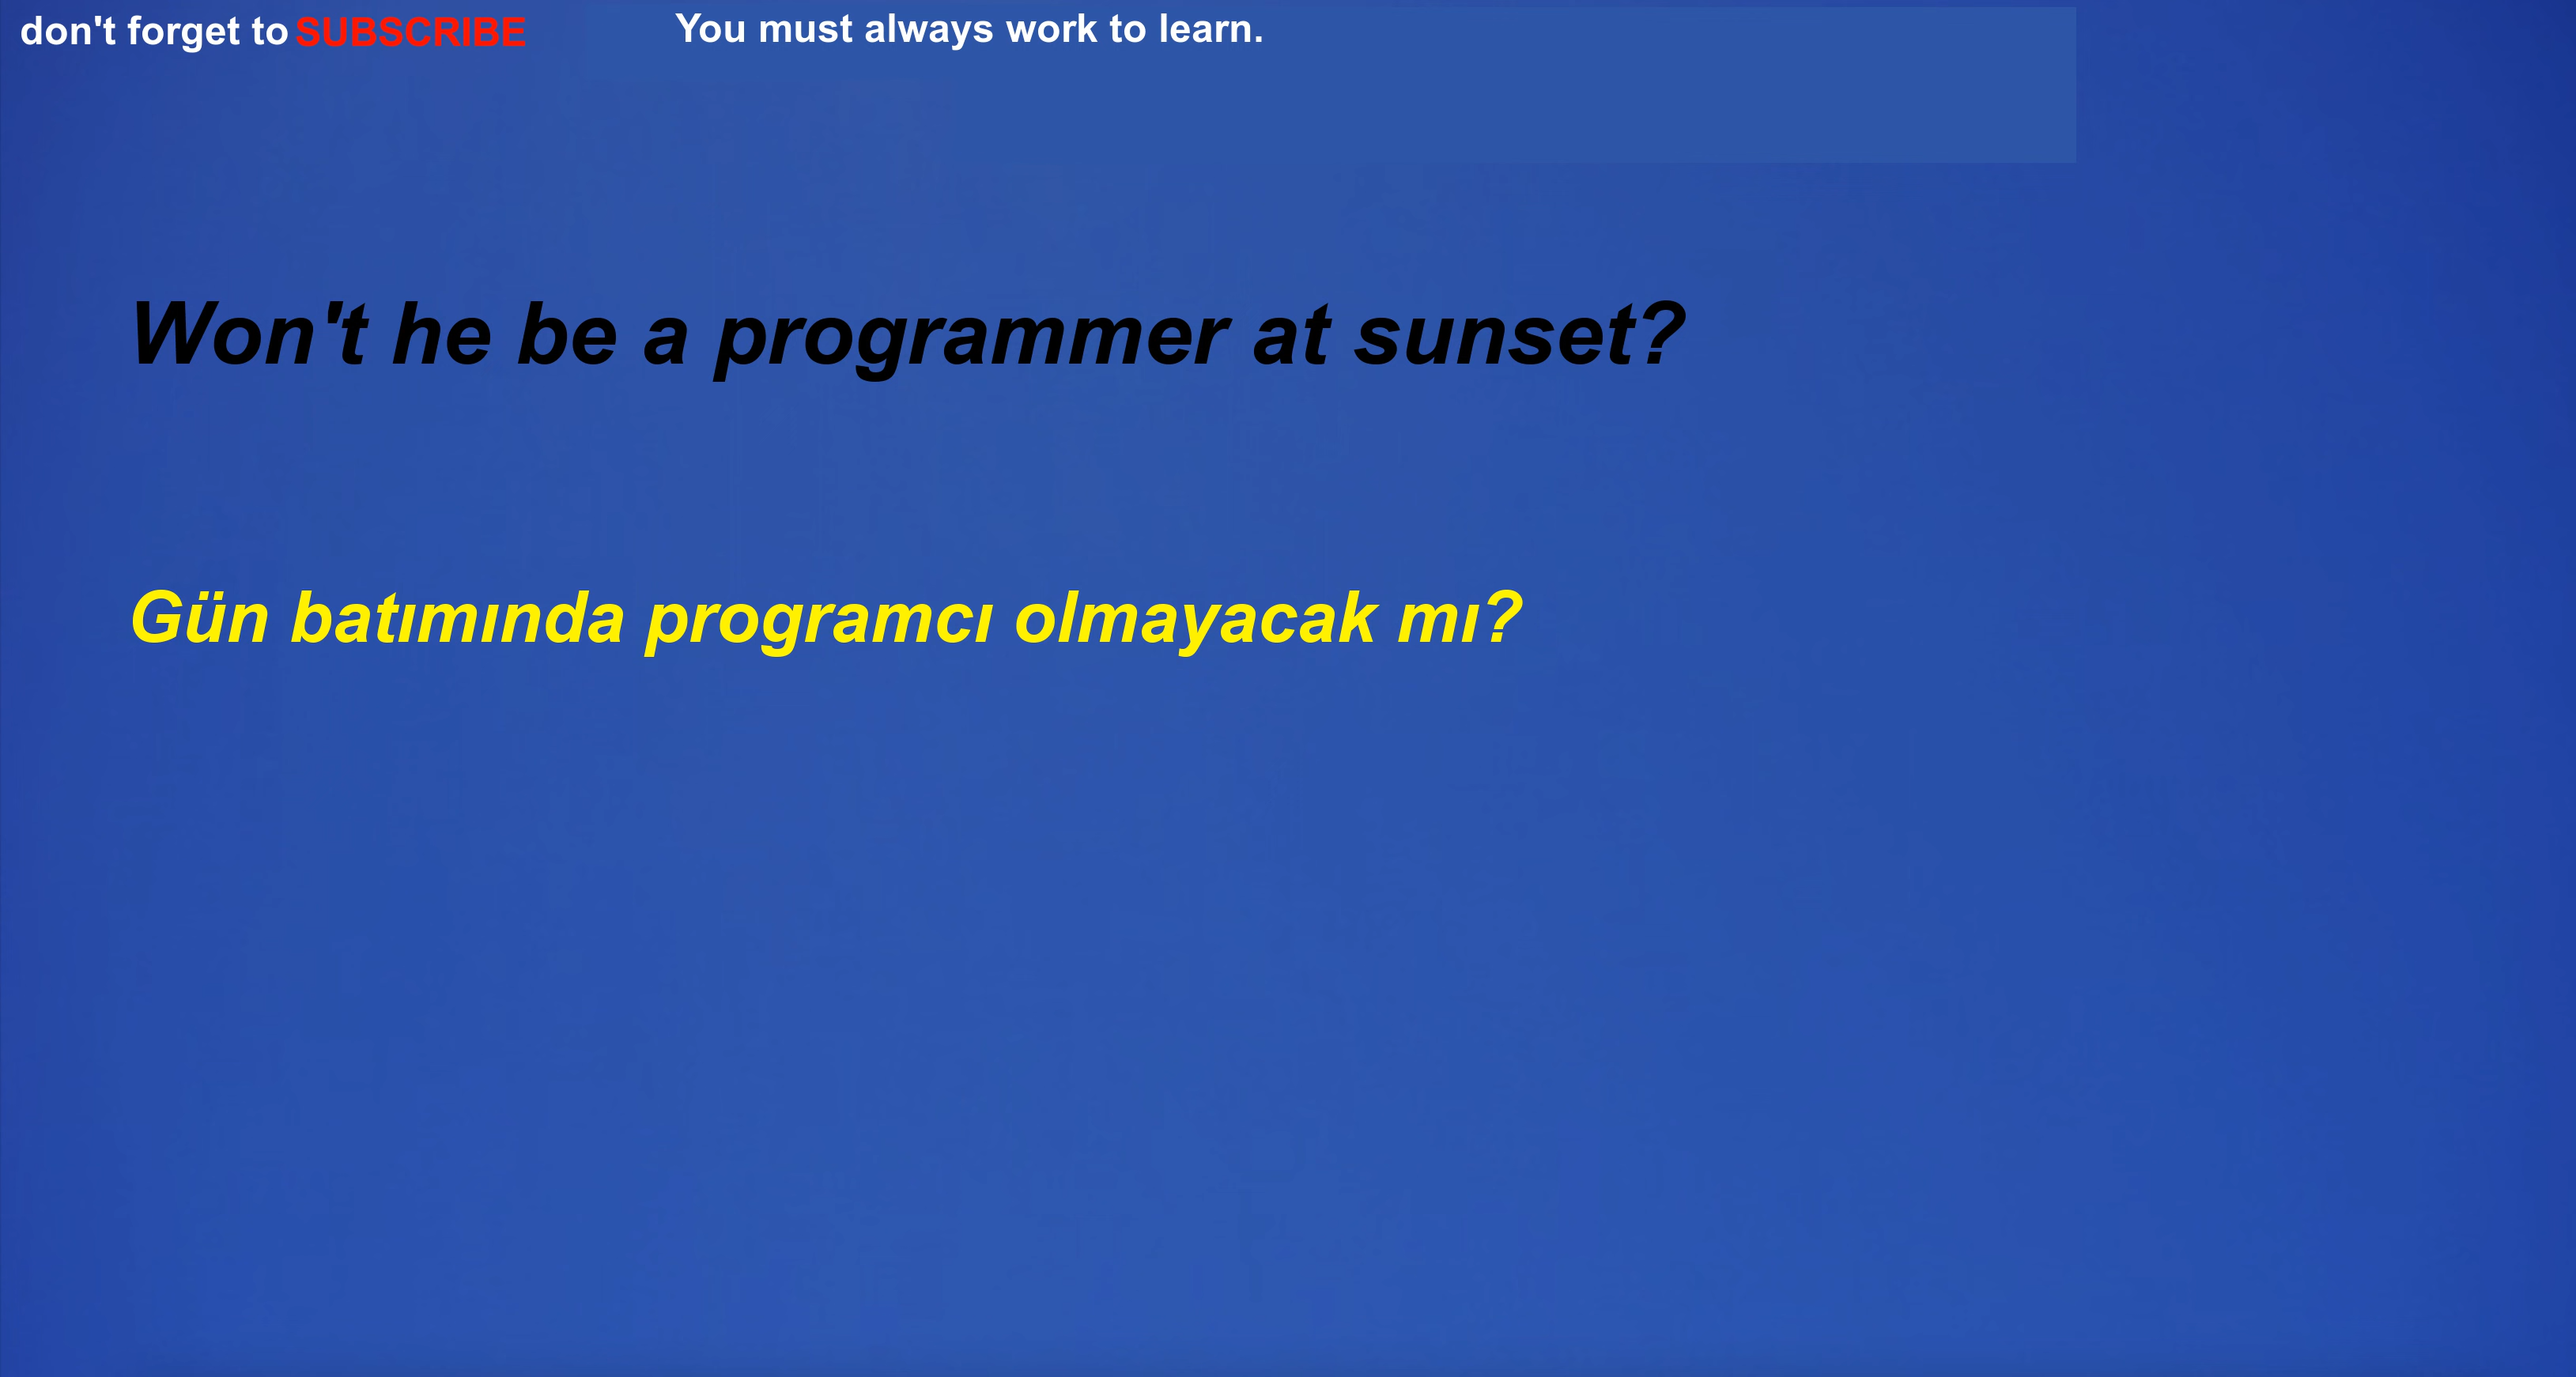 don't forget to SUBSCRIBE You must always work to learn.
Won't he be a programmer at sunset?
Gün batımında programcı olmayacak mı?